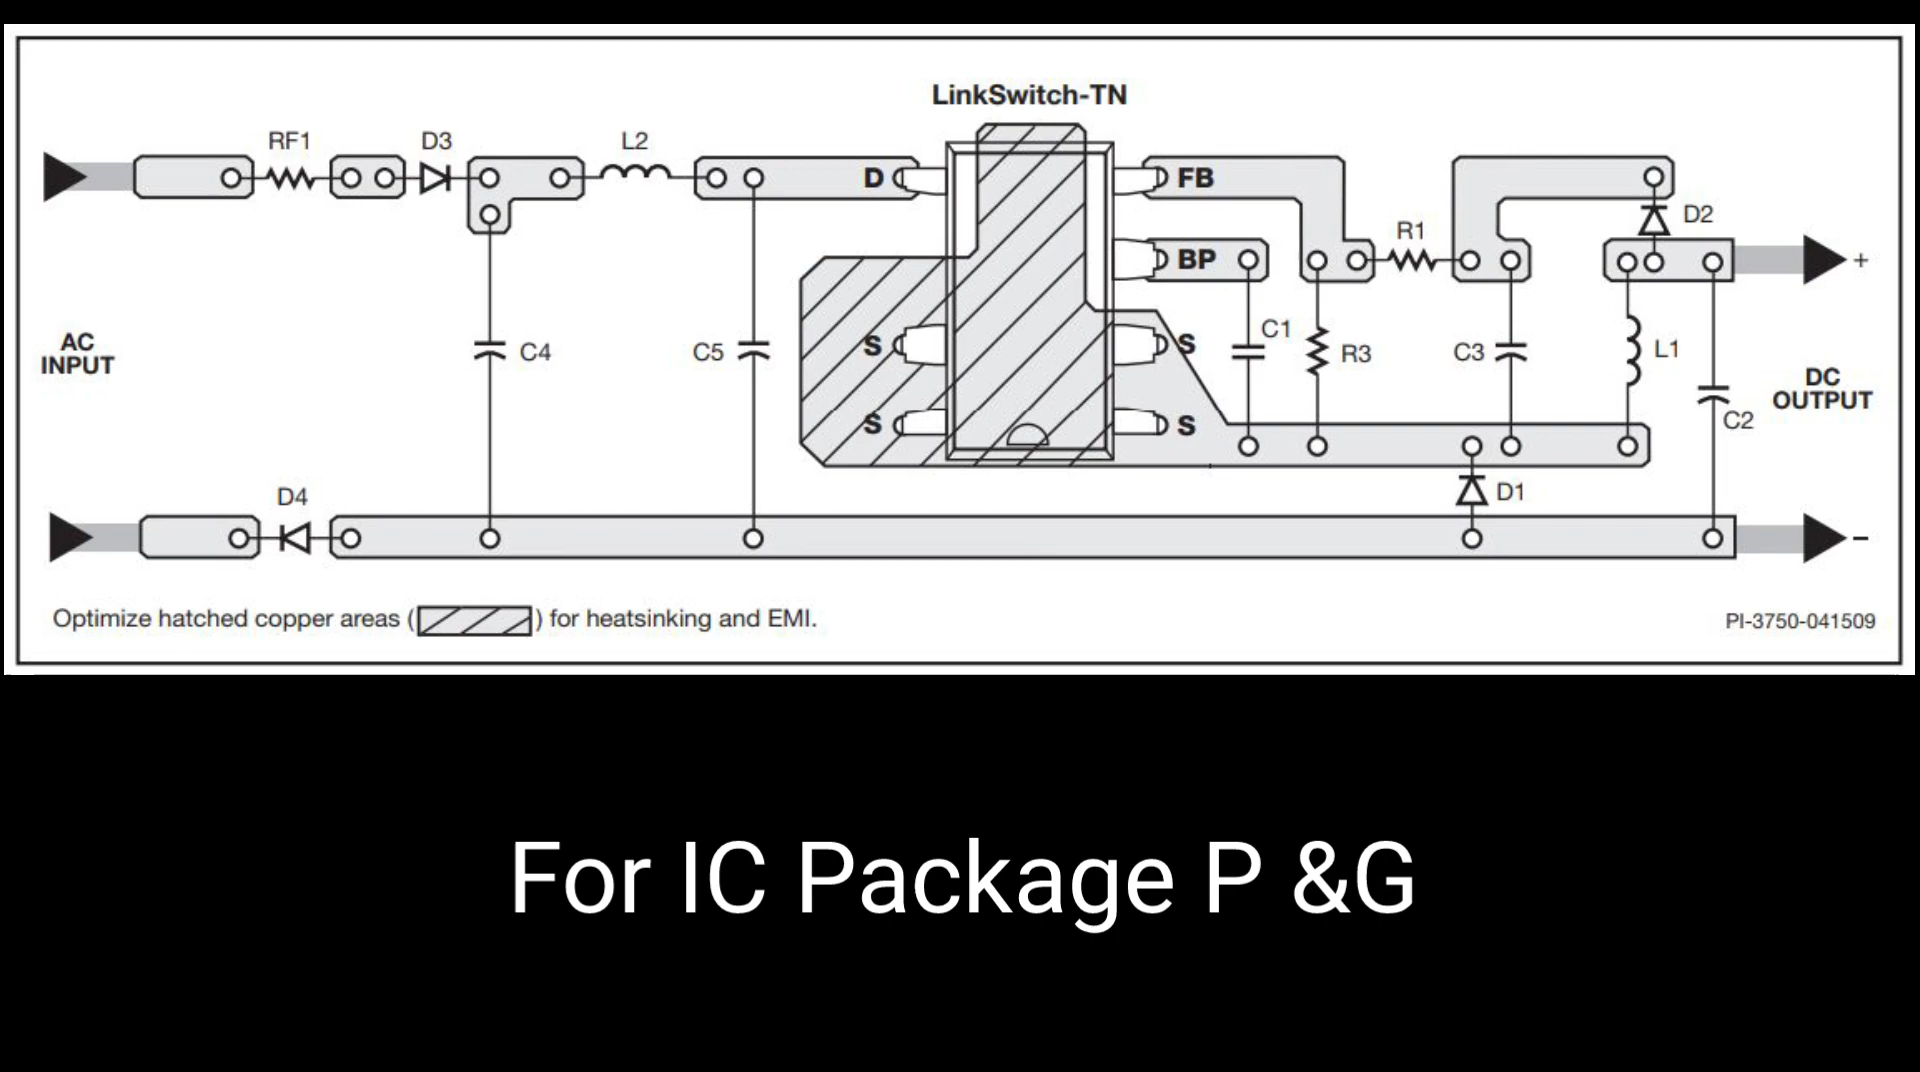 LinkSwitch-TN
RF1
D3
L2
D
FB
BP
R1
D2
+
AC
INPUT
C4
C5
S
S
S
S
C1
R3
C3
L1
C2
DC
OUTPUT
D4
D1
–
Optimize hatched copper areas ( ) for heatsinking and EMI.
PI-3750-041509
For IC Package P &G